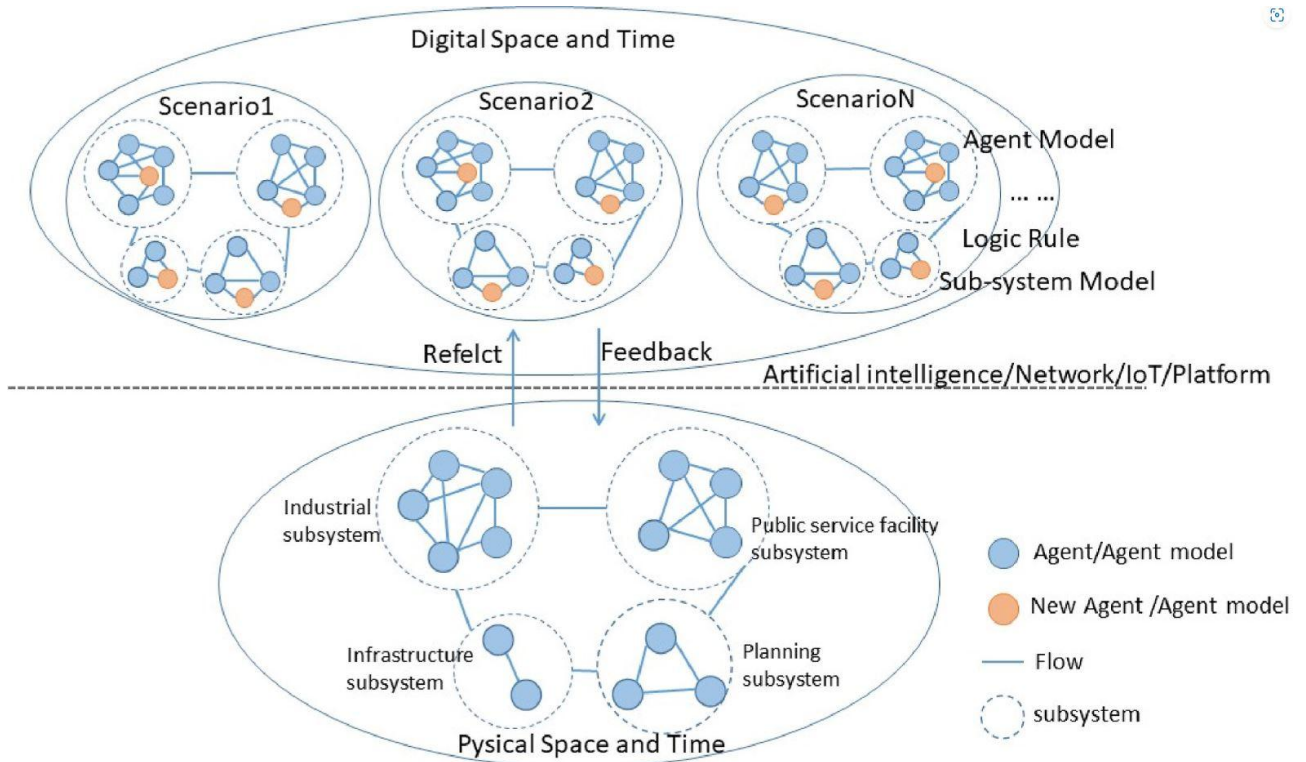 Digital Space and Time
Scenario1
Scenario2
ScenarioN
Agent Model
... ...
Logic Rule
Sub-system Model
Refelct
Feedback
Artificial intelligence/Network/IoT/Platform
Industrial
subsystem
Public service facility
subsystem
Infrastructure
subsystem
Planning
subsystem
Pysical Space and Time
Agent/Agent model
New Agent /Agent model
Flow
subsystem